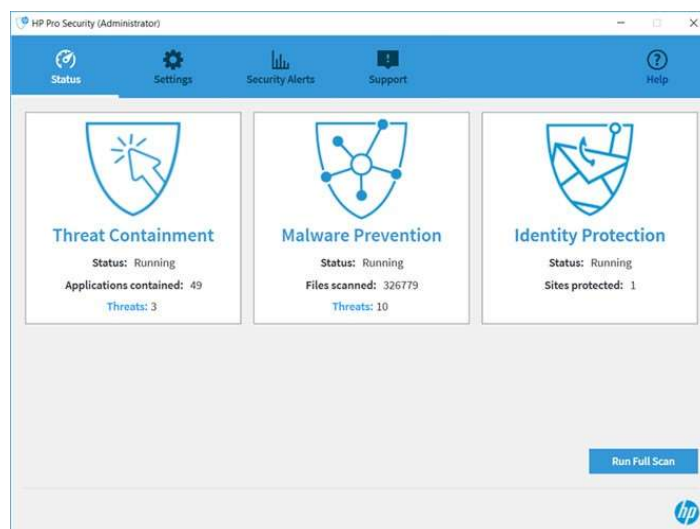 HP Pro Security (Administrator)
Status
Settings
Security Alerts
Support
Help
Threat Containment
Status: Running
Applications contained: 49
Threats: 3
Malware Prevention
Status: Running
Files scanned: 326779
Threats: 10
Identity Protection
Status: Running
Sites protected: 1
Run Full Scan
hp